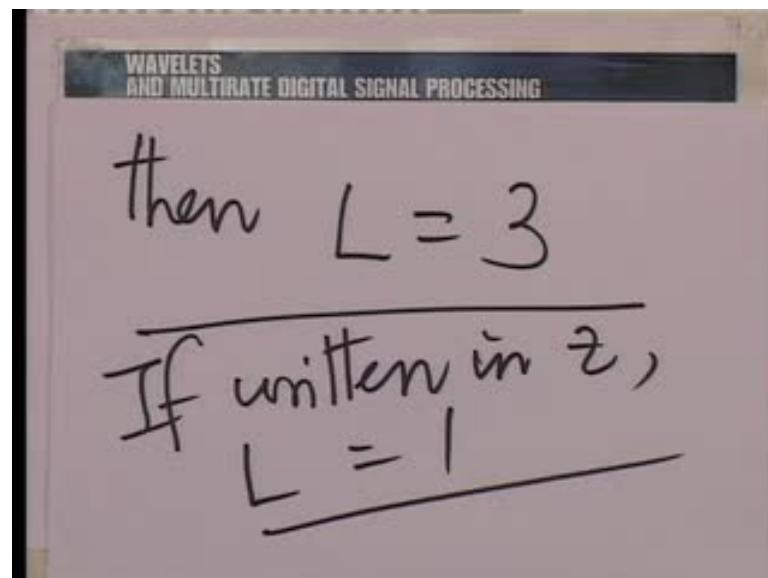 WAVELETS
AND MULTIRATE DIGITAL SIGNAL PROCESSING
then L = 3
If written in z,
L = 1